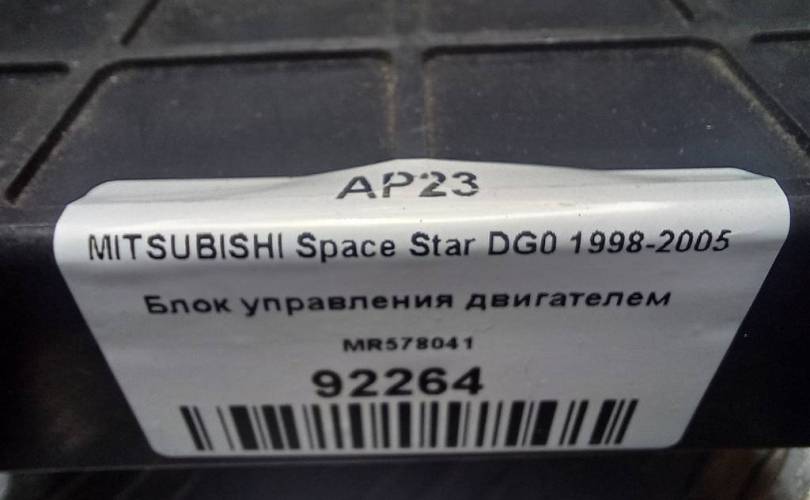 AP23
MITSUBISHI Space Star DG0 1998-2005
Блок управления двигателем
MR578041
92264